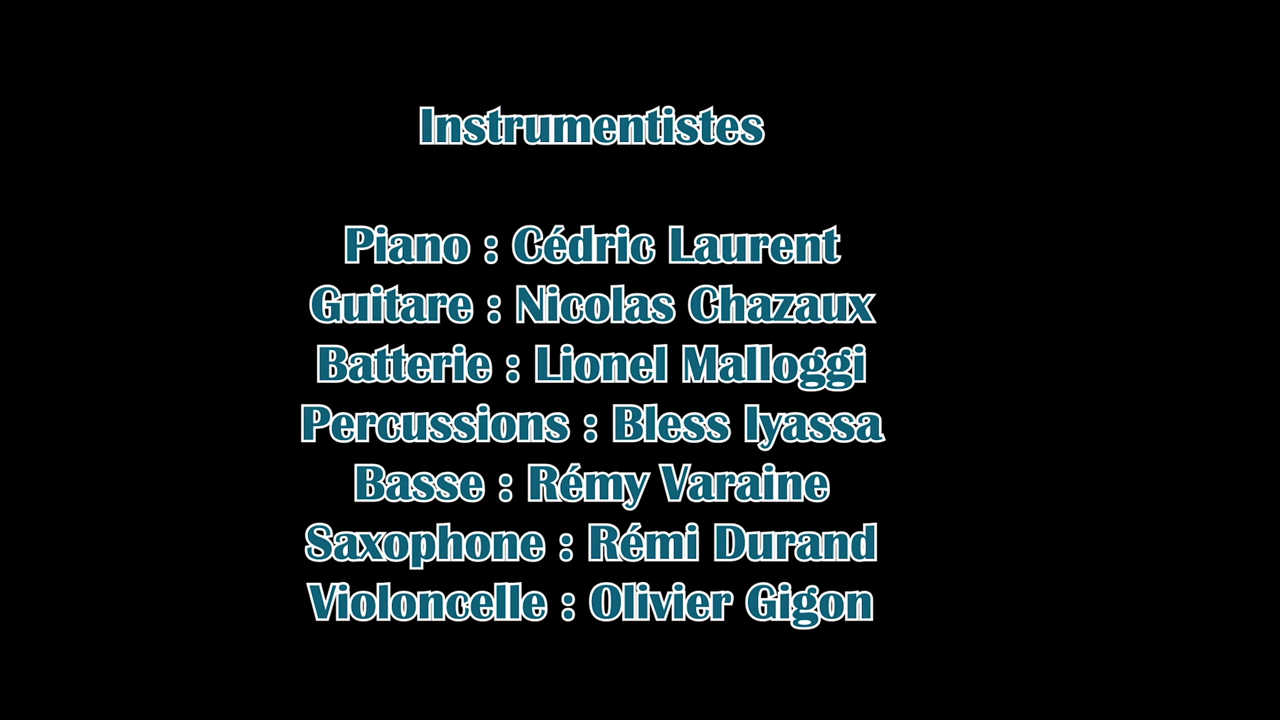 Instrumentistes
Piano : Cédric Laurent
Guitare : Nicolas Chazaux
Batterie : Lionel Malloggi
Percussions : Bless Iyassa
Basse : Rémy Varaine
Saxophone : Rémi Durand
Violoncelle : Olivier Gigon